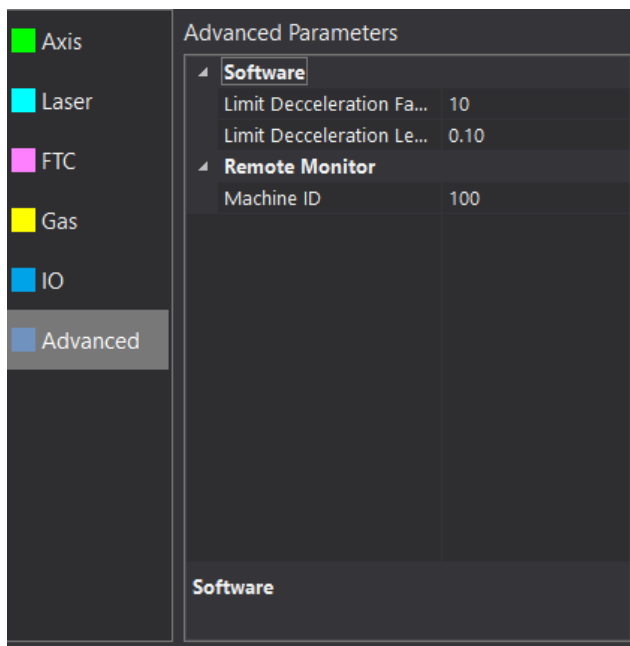 Axis
Laser
FTC
Gas
IO
Advanced
Advanced Parameters
Software
Limit Decceleration Fa... 10
Limit Decceleration Le... 0.10
Remote Monitor
Machine ID 100
Software